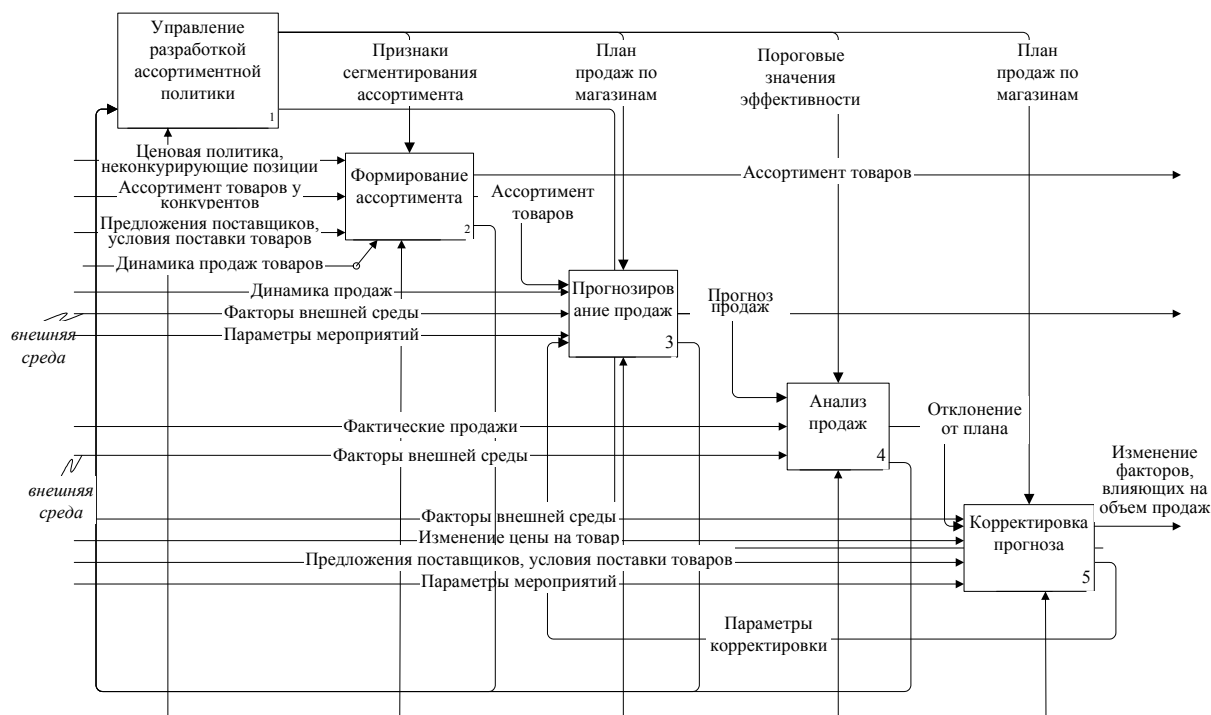 Управление
разработкой
ассортиментной
политики
1
Признаки
сегментирования
ассортимента
План
продаж по
магазинам
Пороговые
значения
эффективности
План
продаж по
магазинам
Ценовая политика,
неконкурирующие позиции
Ассортимент товаров у
конкурентов
Предложения поставщиков,
условия поставки товаров
Динамика продаж товаров
Формирование
ассортимента
2
Ассортимент товаров
Ассортимент
товаров
Динамика продаж
Факторы внешней среды
Параметры мероприятий
внешняя
среда
Прогнозиров
ание продаж
3
Прогноз
продаж
Фактические продажи
Факторы внешней среды
внешняя
среда
Анализ
продаж
4
Отклонение
от плана
Изменение
факторов,
влияющих на
объем продаж
Факторы внешней среды
Изменение цены на товар
Предложения поставщиков, условия поставки товаров
Параметры мероприятий
Корректировка
прогноза
5
Параметры
корректировки